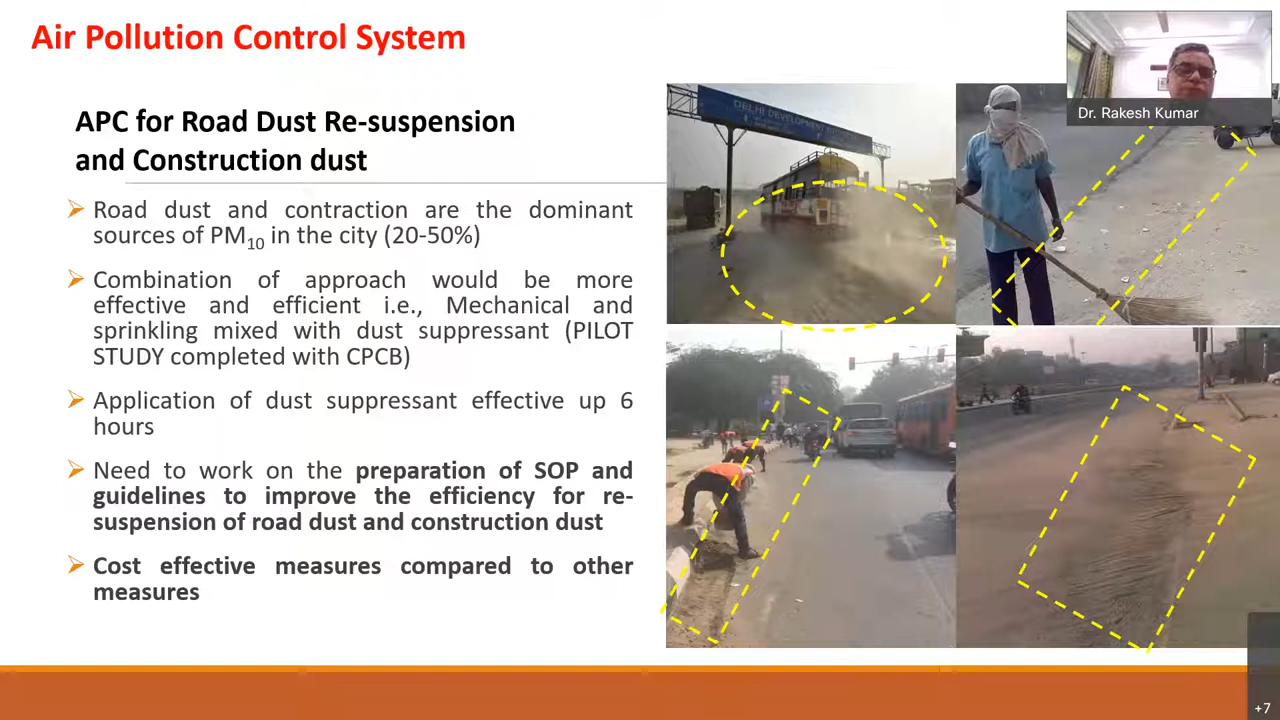 Air Pollution Control System
APC for Road Dust Re-suspension
and Construction dust
Road dust and contraction are the dominant
sources of PM10 in the city (20-50%)
Combination of approach would be more
effective and efficient i.e., Mechanical and
sprinkling mixed with dust suppressant (PILOT
STUDY completed with CPCB)
Application of dust suppressant effective up 6
hours
Need to work on the preparation of SOP and
guidelines to improve the efficiency for re-
suspension of road dust and construction dust
Cost effective measures compared to other
measures
DELHI DEVELOPMENT
Dr. Rakesh Kumar
+7